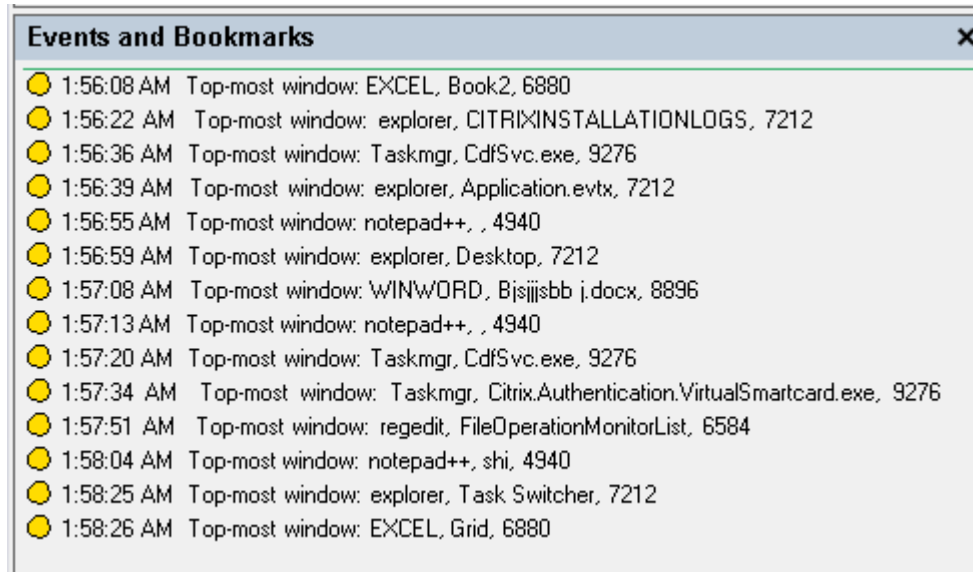 Events and Bookmarks
1:56:08 AM Top-most window: EXCEL, Book2, 6880
1:56:22 AM Top-most window: explorer, CITRIXINSTALLATIONLOGS, 7212
1:56:36 AM Top-most window: Taskmgr, CdfSvc.exe, 9276
1:56:39 AM Top-most window: explorer, Application.evtx, 7212
1:56:55 AM Top-most window: notepad++, , 4940
1:56:59 AM Top-most window: explorer, Desktop, 7212
1:57:08 AM Top-most window: WINWORD, Bjsjjjsbb j.docx, 8896
1:57:13 AM Top-most window: notepad++, , 4940
1:57:20 AM Top-most window: Taskmgr, CdfSvc.exe, 9276
1:57:34 AM Top-most window: Taskmgr, Citrix.Authentication.VirtualSmartcard.exe, 9276
1:57:51 AM Top-most window: regedit, FileOperationMonitorList, 6584
1:58:04 AM Top-most window: notepad++, shi, 4940
1:58:25 AM Top-most window: explorer, Task Switcher, 7212
1:58:26 AM Top-most window: EXCEL, Grid, 6880